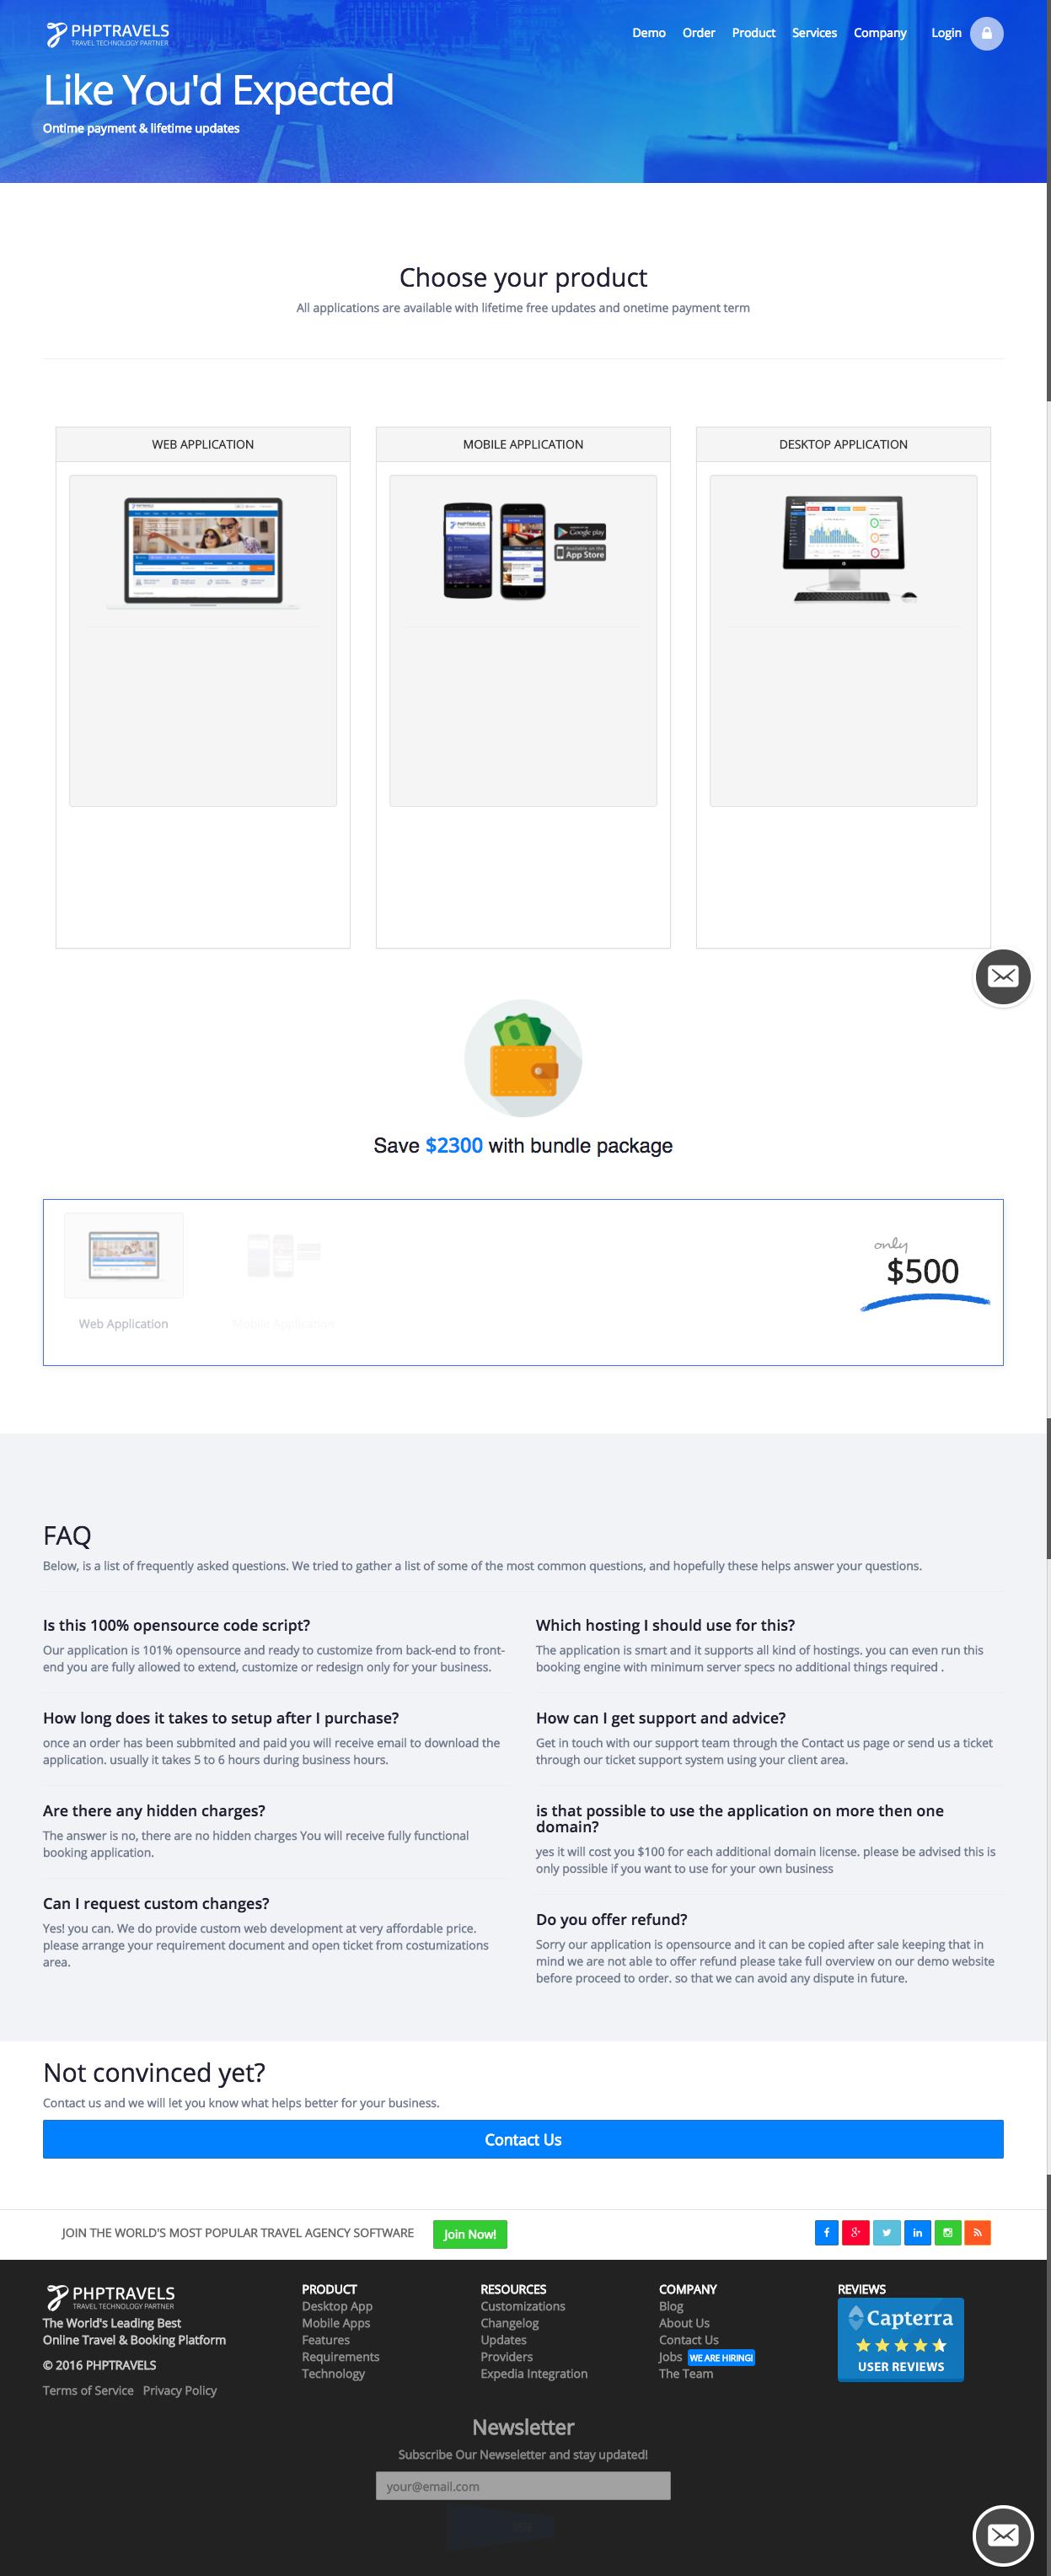 PHPTRAVELS
TRAVEL TECHNOLOGY PARTNER
Demo Order Product Services Company Login
Like You'd Expected
Ontime payment & lifetime updates
Choose your product
All applications are available with lifetime free updates and onetime payment term
WEB APPLICATION
MOBILE APPLICATION
PHPTRAVELS
Google play
App Store
DESKTOP APPLICATION
Save $2300 with bundle package
Web Application
Mobile Application
only
$500
FAQ
Below, is a list of frequently asked questions. We tried to gather a list of some of the most common questions, and hopefully these helps answer your questions.
Is this 100% opensource code script?
Our application is 101% opensource and ready to customize from back-end to front-
end you are fully allowed to extend, customize or redesign only for your business.
How long does it takes to setup after I purchase?
once an order has been subbmited and paid you will receive email to download the
application. usually it takes 5 to 6 hours during business hours.
Are there any hidden charges?
The answer is no, there are no hidden charges You will receive fully functional
booking application.
Can I request custom changes?
Yes! you can. We do provide custom web development at very affordable price.
please arrange your requirement document and open ticket from costumizations
area.
Which hosting I should use for this?
The application is smart and it supports all kind of hostings. you can even run this
booking engine with minimum server specs no additional things required .
How can I get support and advice?
Get in touch with our support team through the Contact us page or send us a ticket
through our ticket support system using your client area.
is that possible to use the application on more then one
domain?
yes it will cost you $100 for each additional domain license. please be advised this is
only possible if you want to use for your own business
Do you offer refund?
Sorry our application is opensource and it can be copied after sale keeping that in
mind we are not able to offer refund please take full overview on our demo website
before proceed to order. so that we can avoid any dispute in future.
Not convinced yet?
Contact us and we will let you know what helps better for your business.
Contact Us
JOIN THE WORLD'S MOST POPULAR TRAVEL AGENCY SOFTWARE
Join Now!
PHPTRAVELS
TRAVEL TECHNOLOGY PARTNER
The World's Leading Best
Online Travel & Booking Platform
© 2016 PHPTRAVELS
Terms of Service Privacy Policy
PRODUCT
Desktop App
Mobile Apps
Features
Requirements
Technology
RESOURCES
Customizations
Changelog
Updates
Providers
Expedia Integration
COMPANY
Blog
About Us
Contact Us
Jobs WE ARE HIRING!
The Team
REVIEWS
Capterra
USER REVIEWS
Newsletter
Subscribe Our Newseletter and stay updated!
your@email.com